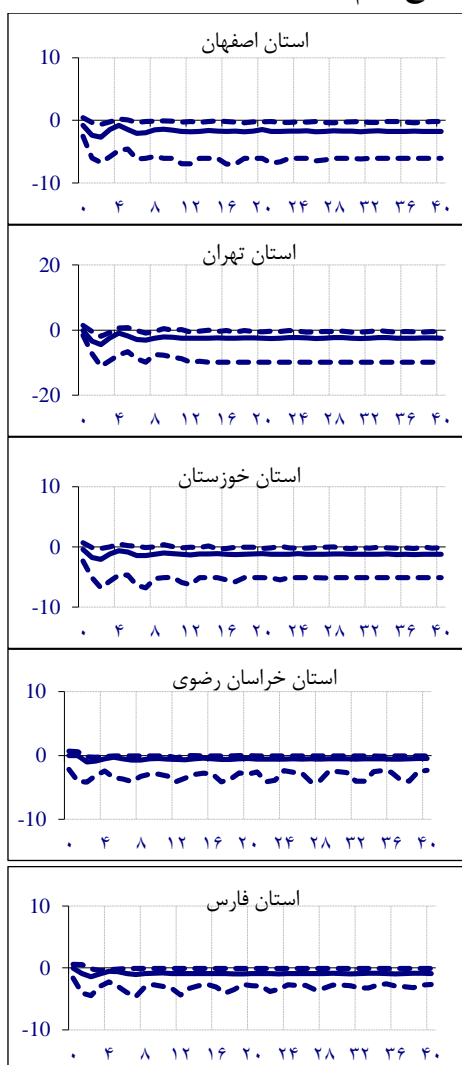 استان اصفهان
10
0
-10
۰ ۴ ۸ ۱۲ ۱۶ ۲۰ ۲۴ ۲۸ ۳۲ ۳۶ ۴۰
استان تهران
20
0
-20
۰ ۴ ۸ ۱۲ ۱۶ ۲۰ ۲۴ ۲۸ ۳۲ ۳۶ ۴۰
استان خوزستان
10
0
-10
۰ ۴ ۸ ۱۲ ۱۶ ۲۰ ۲۴ ۲۸ ۳۲ ۳۶ ۴۰
استان خراسان رضوی
10
0
-10
۰ ۴ ۸ ۱۲ ۱۶ ۲۰ ۲۴ ۲۸ ۳۲ ۳۶ ۴۰
استان فارس
10
0
-10
۰ ۴ ۸ ۱۲ ۱۶ ۲۰ ۲۴ ۲۸ ۳۲ ۳۶ ۴۰